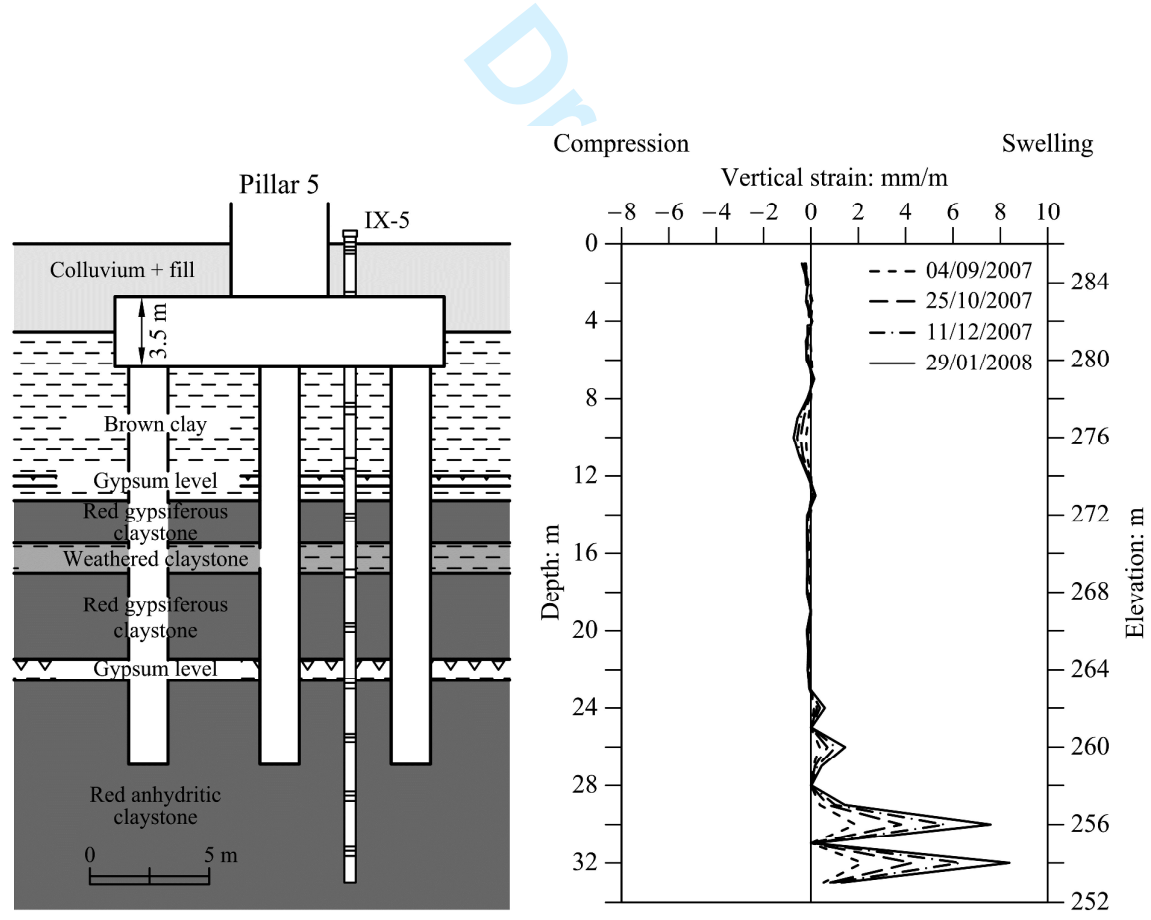 Dr
Compression
Swelling
Vertical strain: mm/m
−8 −6 −4 −2 0 2 4 6 8 10
Pillar 5
IX-5
Colluvium + fill
3.5 m
Brown clay
Gypsum level
Red gypsiferous
claystone
Weathered claystone
Red gypsiferous
claystone
Gypsum level
Red anhydritic
claystone
0 5 m
Depth: m
0
4
8
12
16
20
24
28
32
04/09/2007
25/10/2007
11/12/2007
29/01/2008
284
280
276
272
268
264
260
256
252
Elevation: m